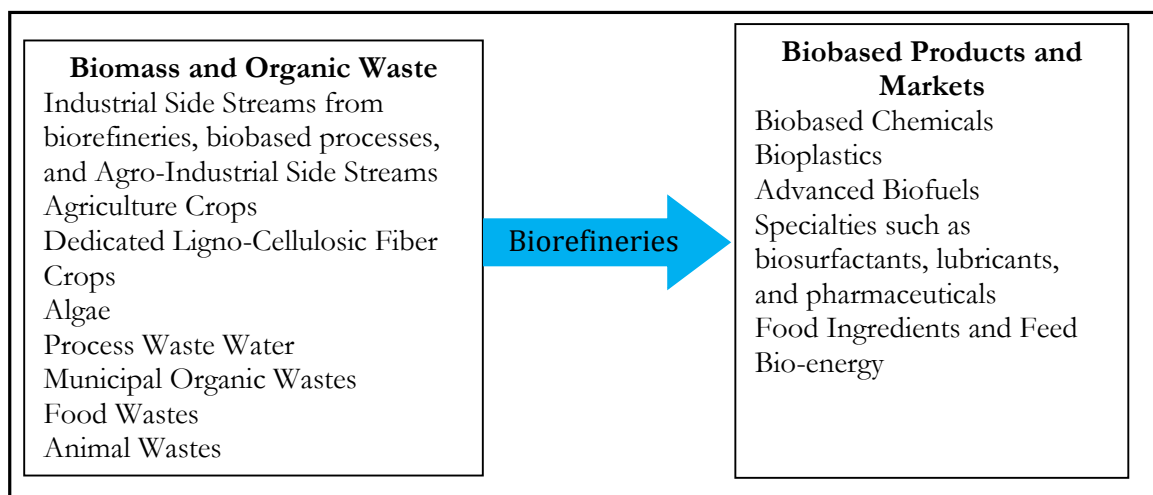 Biomass and Organic Waste
Industrial Side Streams from
biorefineries, biobased processes,
and Agro-Industrial Side Streams
Agriculture Crops
Dedicated Ligno-Cellulosic Fiber
Crops
Algae
Process Waste Water
Municipal Organic Wastes
Food Wastes
Animal Wastes
Biorefineries
Biobased Products and
Markets
Biobased Chemicals
Bioplastics
Advanced Biofuels
Specialties such as
biosurfactants, lubricants,
and pharmaceuticals
Food Ingredients and Feed
Bio-energy